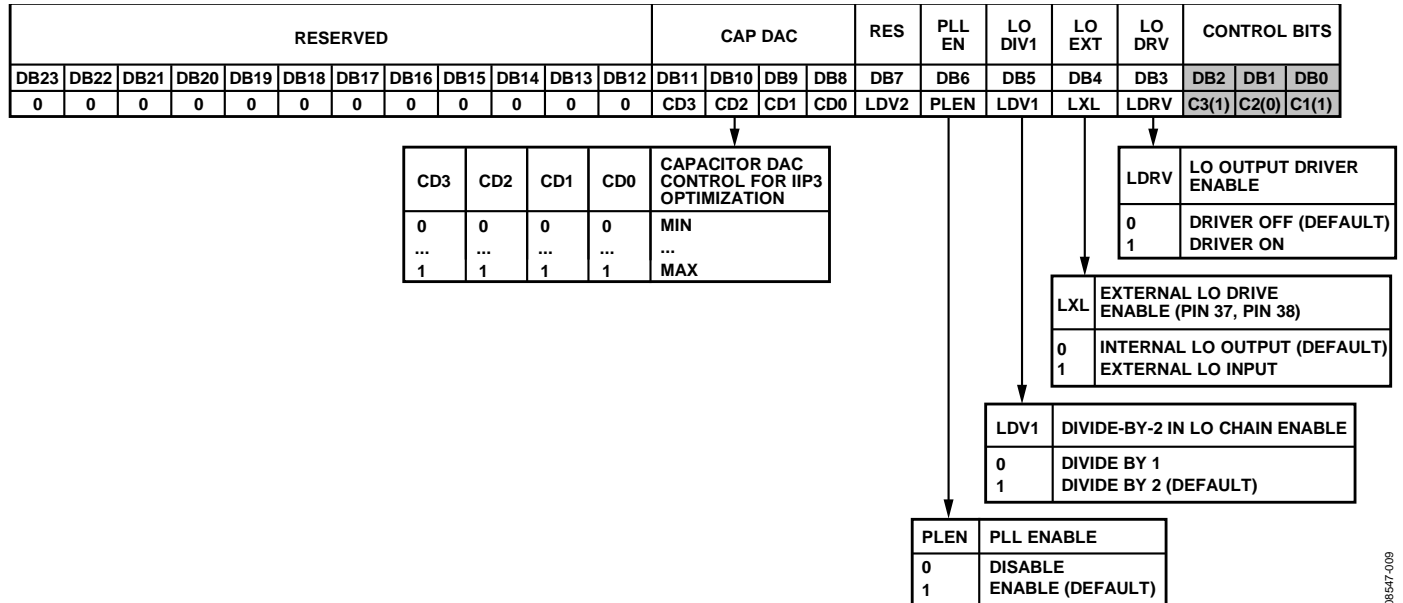 RESERVED CAP DAC RES PLL EN LO DIV1 LO EXT LO DRV CONTROL BITS
DB23 DB22 DB21 DB20 DB19 DB18 DB17 DB16 DB15 DB14 DB13 DB12 DB11 DB10 DB9 DB8 DB7 DB6 DB5 DB4 DB3 DB2 DB1 DB0
0 0 0 0 0 0 0 0 0 0 0 0 CD3 CD2 CD1 CD0 LDV2 PLEN LDV1 LXL LDRV C3(1) C2(0) C1(1)
CD3 CD2 CD1 CD0 CAPACITOR DAC
CONTROL FOR IIP3
OPTIMIZATION
0 0 0 0 MIN
... ... ... ... ...
1 1 1 1 MAX
LDRV LO OUTPUT DRIVER
ENABLE
0 DRIVER OFF (DEFAULT)
1 DRIVER ON
LXL EXTERNAL LO DRIVE
ENABLE (PIN 37, PIN 38)
0 INTERNAL LO OUTPUT (DEFAULT)
1 EXTERNAL LO INPUT
LDV1 DIVIDE-BY-2 IN LO CHAIN ENABLE
0 DIVIDE BY 1
1 DIVIDE BY 2 (DEFAULT)
PLEN PLL ENABLE
0 DISABLE
1 ENABLE (DEFAULT)
08547-009